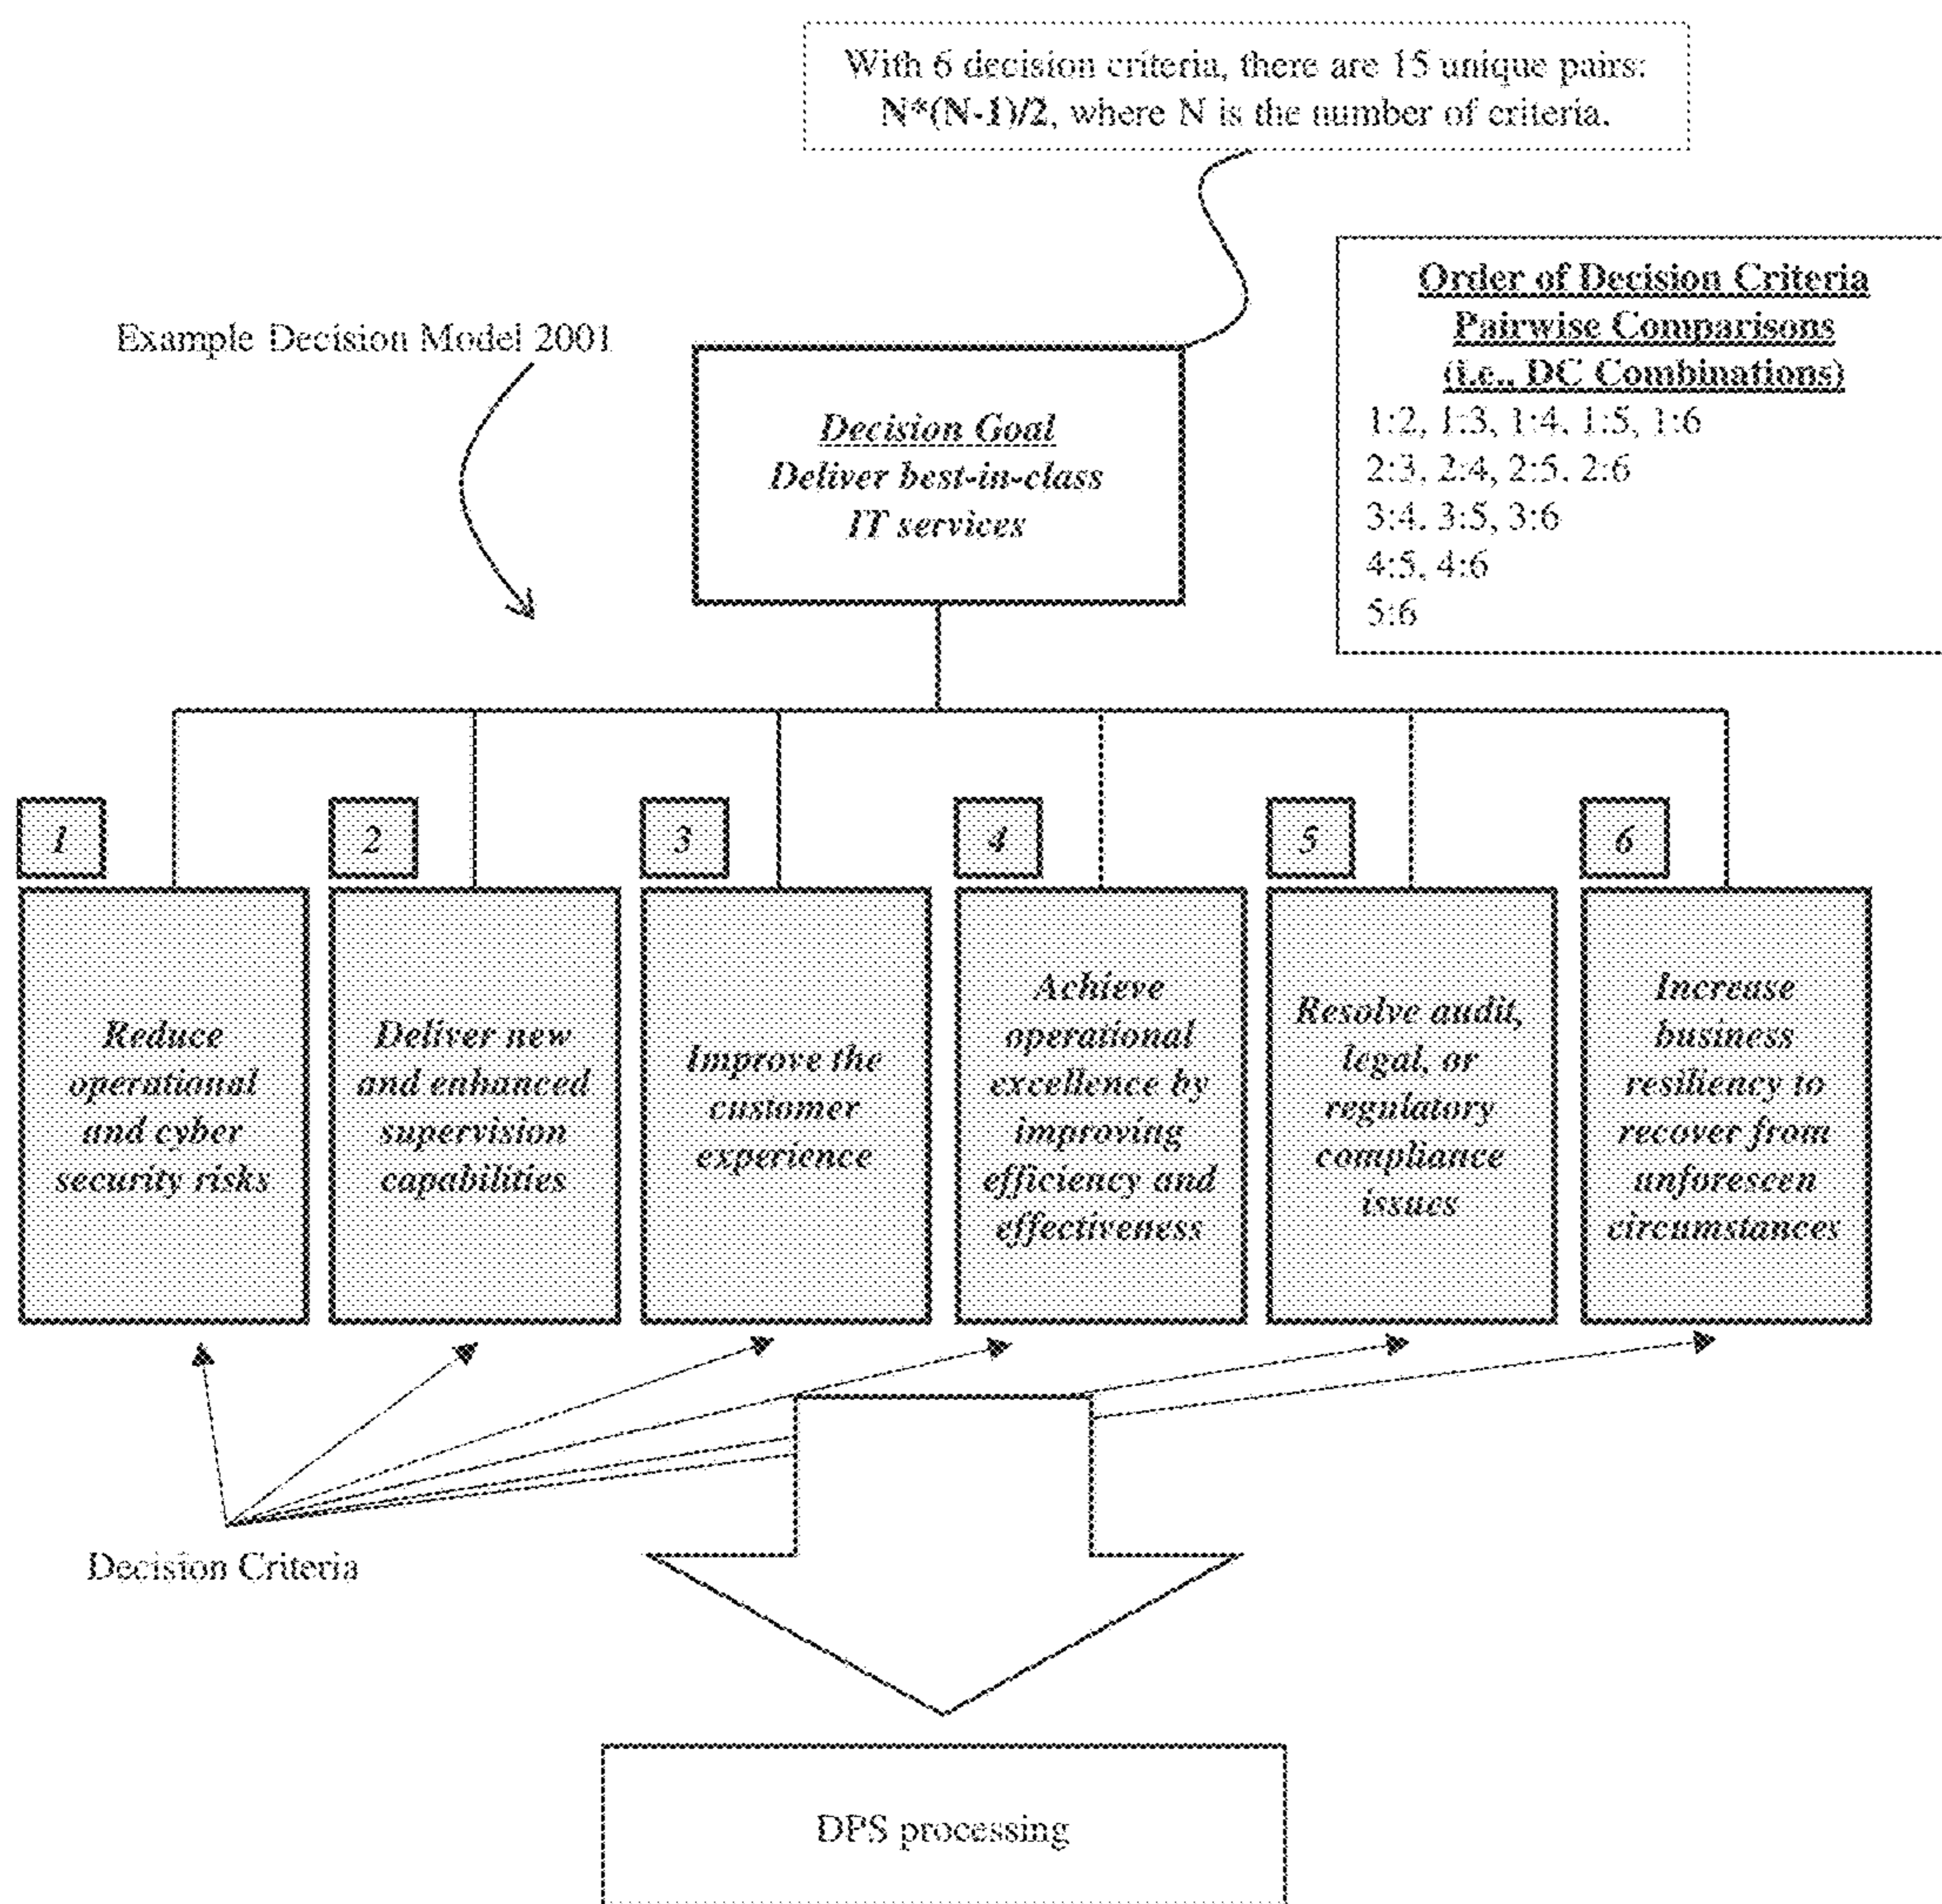 With 6 decision criteria, there are 15 unique pairs:
N*(N-1)/2, where N is the number of criteria.
Order of Decision Criteria
Pairwise Comparisons
(i.e., DC Combinations)
1:2, 1:3, 1:4, 1:5, 1:6
2:3, 2:4, 2:5, 2:6
3:4, 3:5, 3:6
4:5, 4:6
5:6
Example Decision Model 2001
Decision Goal
Deliver best-in-class
IT services
1
Reduce
operational
and cyber
security risks
2
Deliver new
and enhanced
supervision
capabilities
3
Improve the
customer
experience
4
Achieve
operational
excellence by
improving
efficiency and
effectiveness
5
Resolve audit,
legal, or
regulatory
compliance
issues
6
Increase
business
resiliency to
recover from
unforeseen
circumstances
Decision Criteria
DPS processing